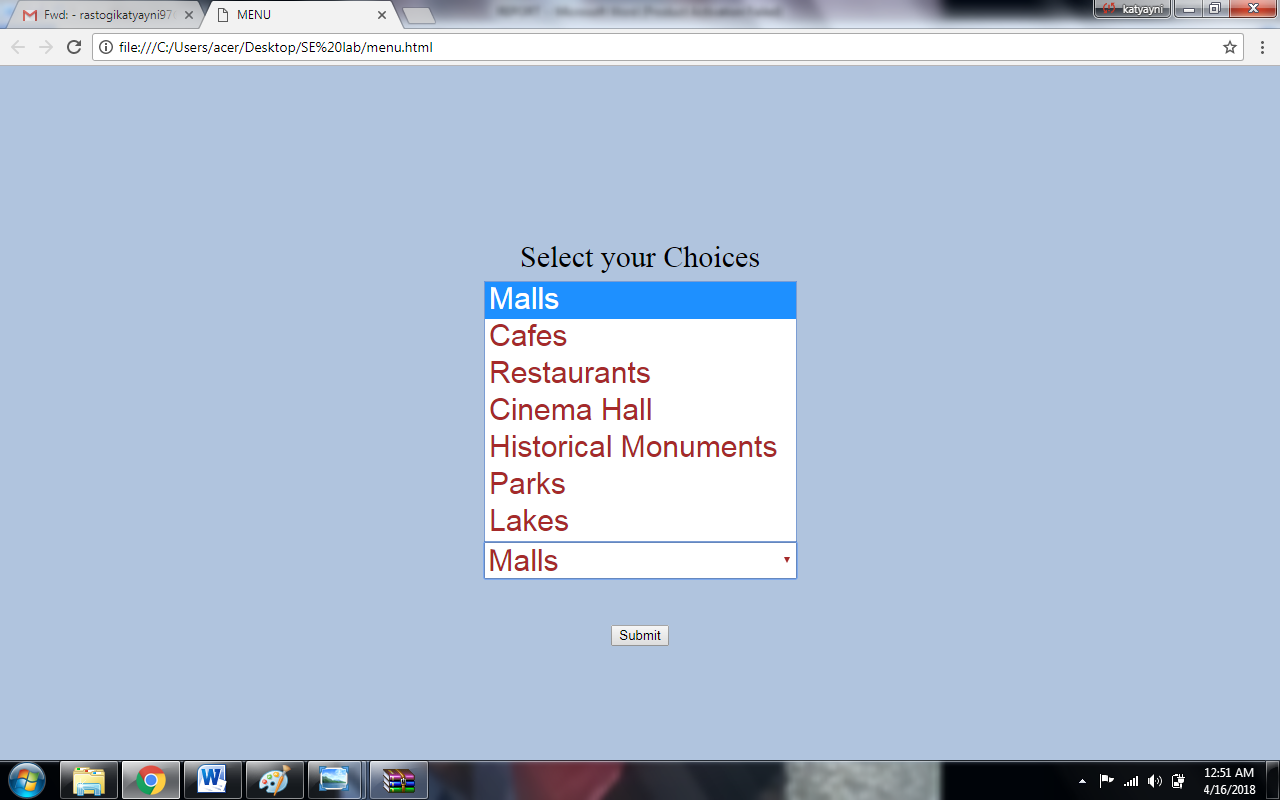 Fwd: - rastogikatyayni97
MENU
katyayni
file:///C:/Users/acer/Desktop/SE%20lab/menu.html
Select your Choices
Malls
Cafes
Restaurants
Cinema Hall
Historical Monuments
Parks
Lakes
Malls
Submit
12:51 AM
4/16/2018